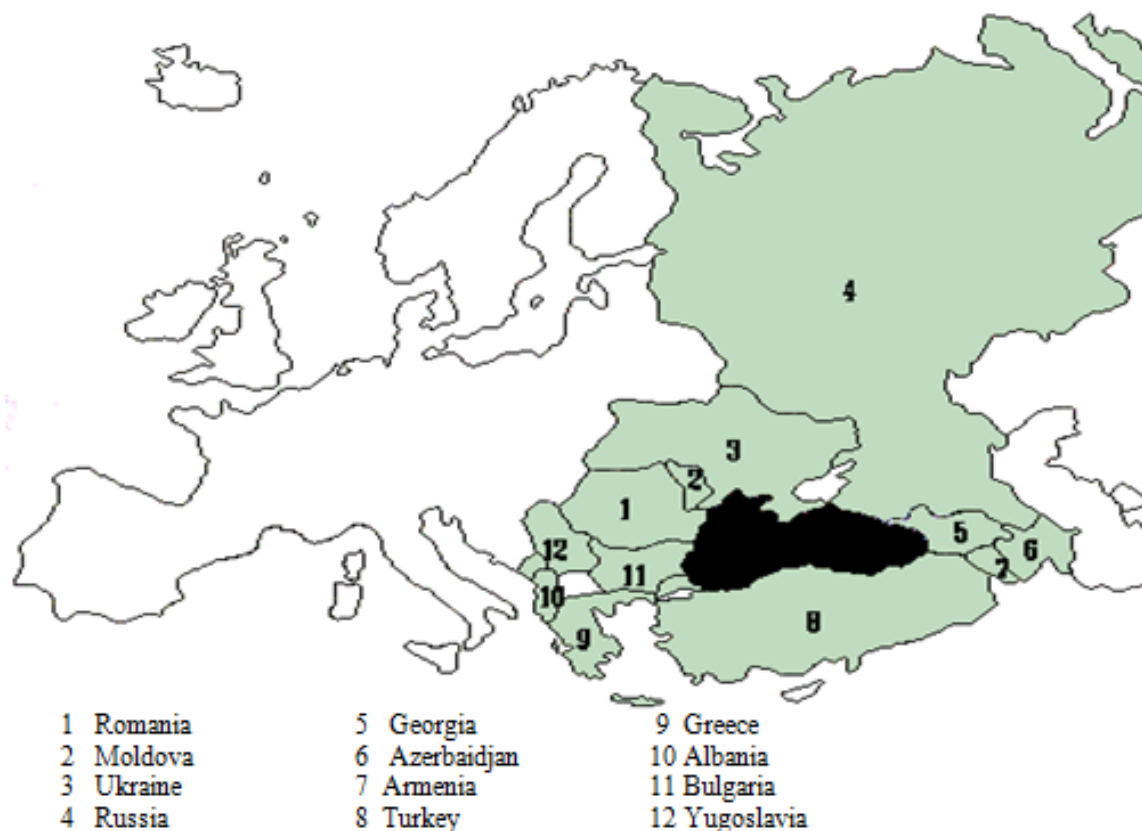 4
3
2
1
5
12
6
7
11
10
8
9
1 Romania
2 Moldova
3 Ukraine
4 Russia
5 Georgia
6 Azerbaidjan
7 Armenia
8 Turkey
9 Greece
10 Albania
11 Bulgaria
12 Yugoslavia